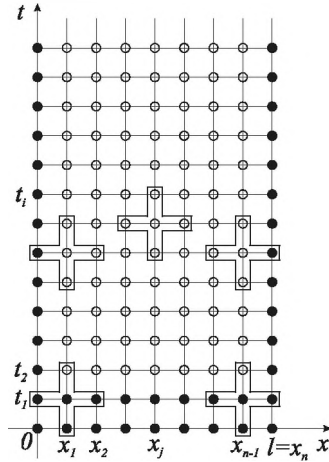 t
t_i
t_2
t_1
0 x_1 x_2 x_j x_{n-1} l=x_n x